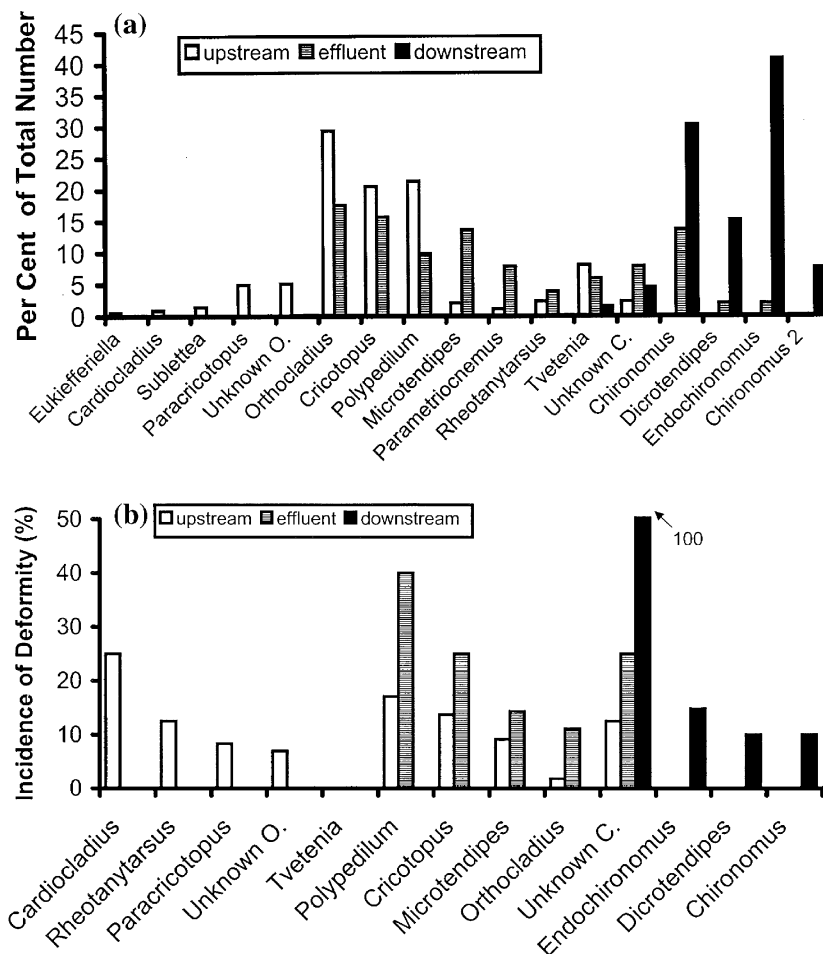 (a)
upstream effluent downstream
Per Cent of Total Number
45
40
35
30
25
20
15
10
5
0
Eukiefferiella
Cardiocladius
Sublettea
Paracricotopus
Unknown O.
Orthocladius
Cricotopus
Polypedilum
Microtendipes
Parametriocnemus
Rheotanytarsus
Tvetenia
Unknown C.
Chironomus
Dicrotendipes
Endochironomus
Chironomus 2
(b)
upstream effluent downstream
100
Incidence of Deformity (%)
50
40
30
20
10
0
Cardiocladius
Rheotanytarsus
Paracricotopus
Unknown O.
Tvetenia
Polypedilum
Cricotopus
Microtendipes
Orthocladius
Unknown C.
Endochironomus
Dicrotendipes
Chironomus